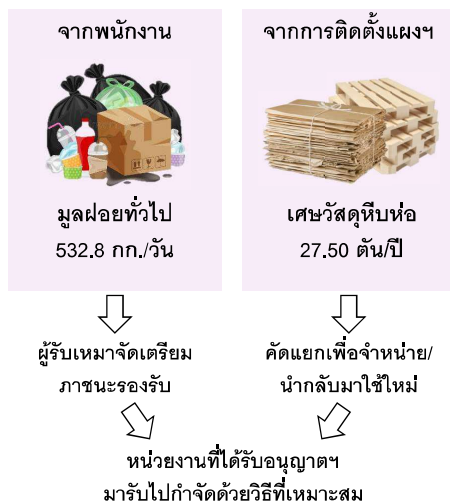 จากพนักงาน
มูลฝอยทั่วไป
532.8 กก./วัน
ผู้รับเหมาจัดเตรียม
ภาชนะรองรับ
จากการติดตั้งแผงฯ
เศษวัสดุหีบห่อ
27.50 ตัน/ปี
คัดแยกเพื่อจำหน่าย/
นำกลับมาใช้ใหม่
หน่วยงานที่ได้รับอนุญาตฯ
มารับไปกำจัดด้วยวิธีที่เหมาะสม